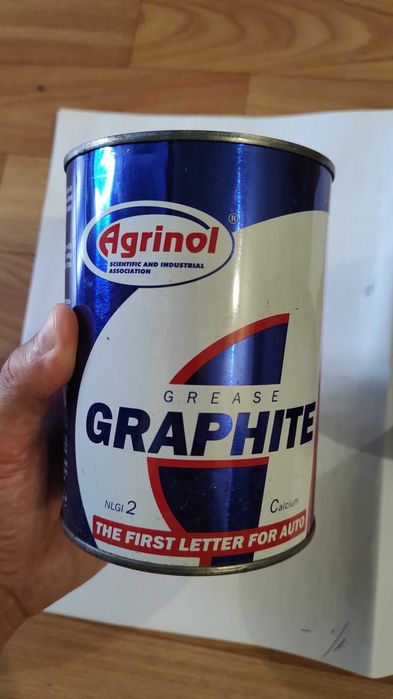 Agrinol ®
SCIENTIFIC AND INDUSTRIAL
ASSOCIATION
GREASE
GRAPHITE
NLGI 2 Calcium
THE FIRST LETTER FOR AUTO